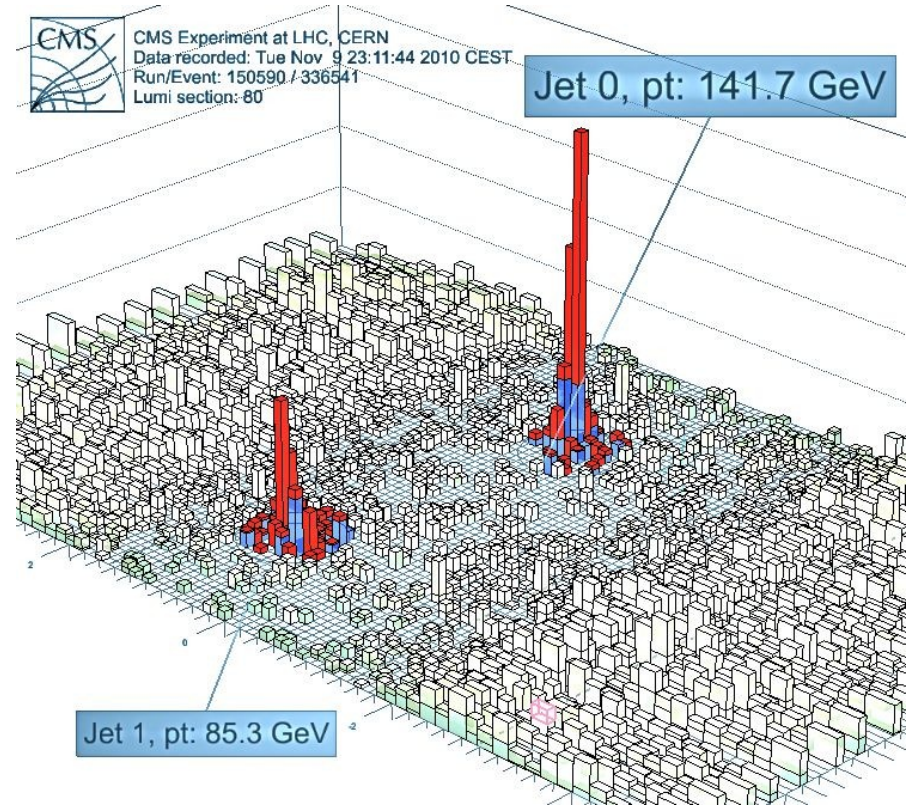 CMS
CMS Experiment at LHC, CERN
Data recorded: Tue Nov 9 23:11:44 2010 CEST
Run/Event: 150590 / 336541
Lumi section: 80
Jet 0, pt: 141.7 GeV
2
0
Jet 1, pt: 85.3 GeV
-2